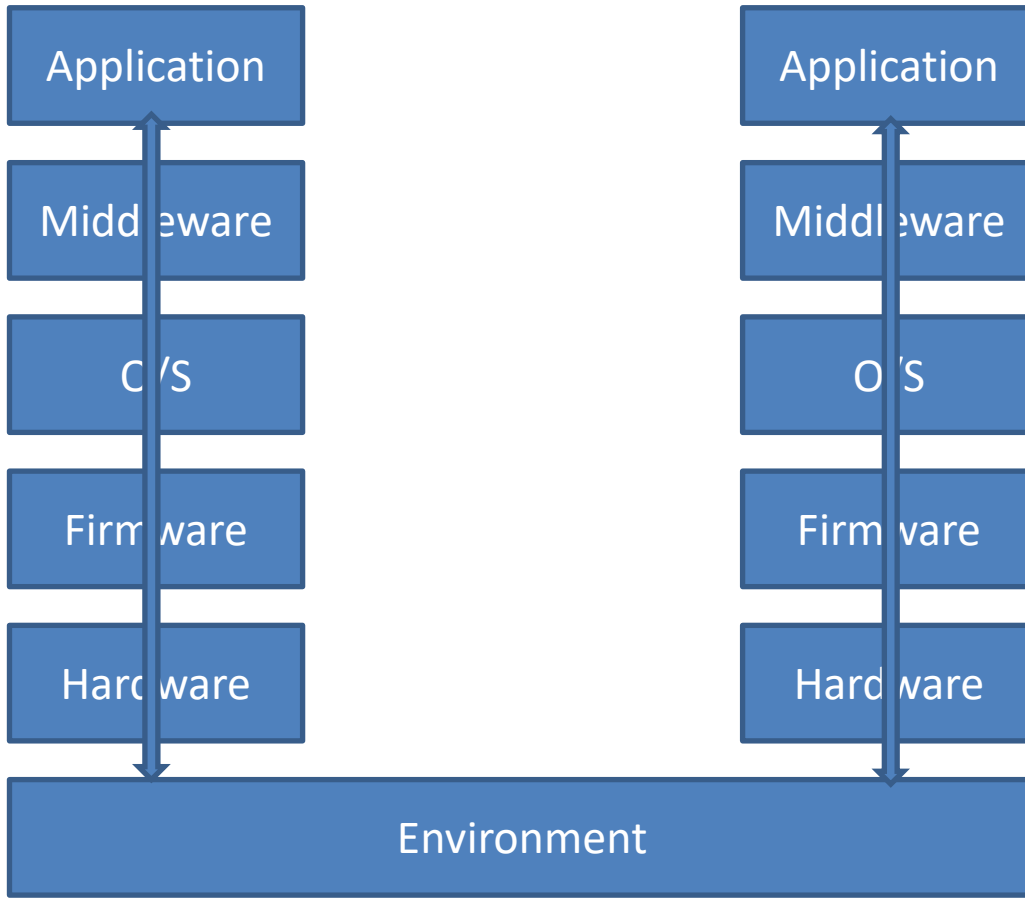 Application
Middleware
O/S
Firmware
Hardware
Application
Middleware
O/S
Firmware
Hardware
Environment